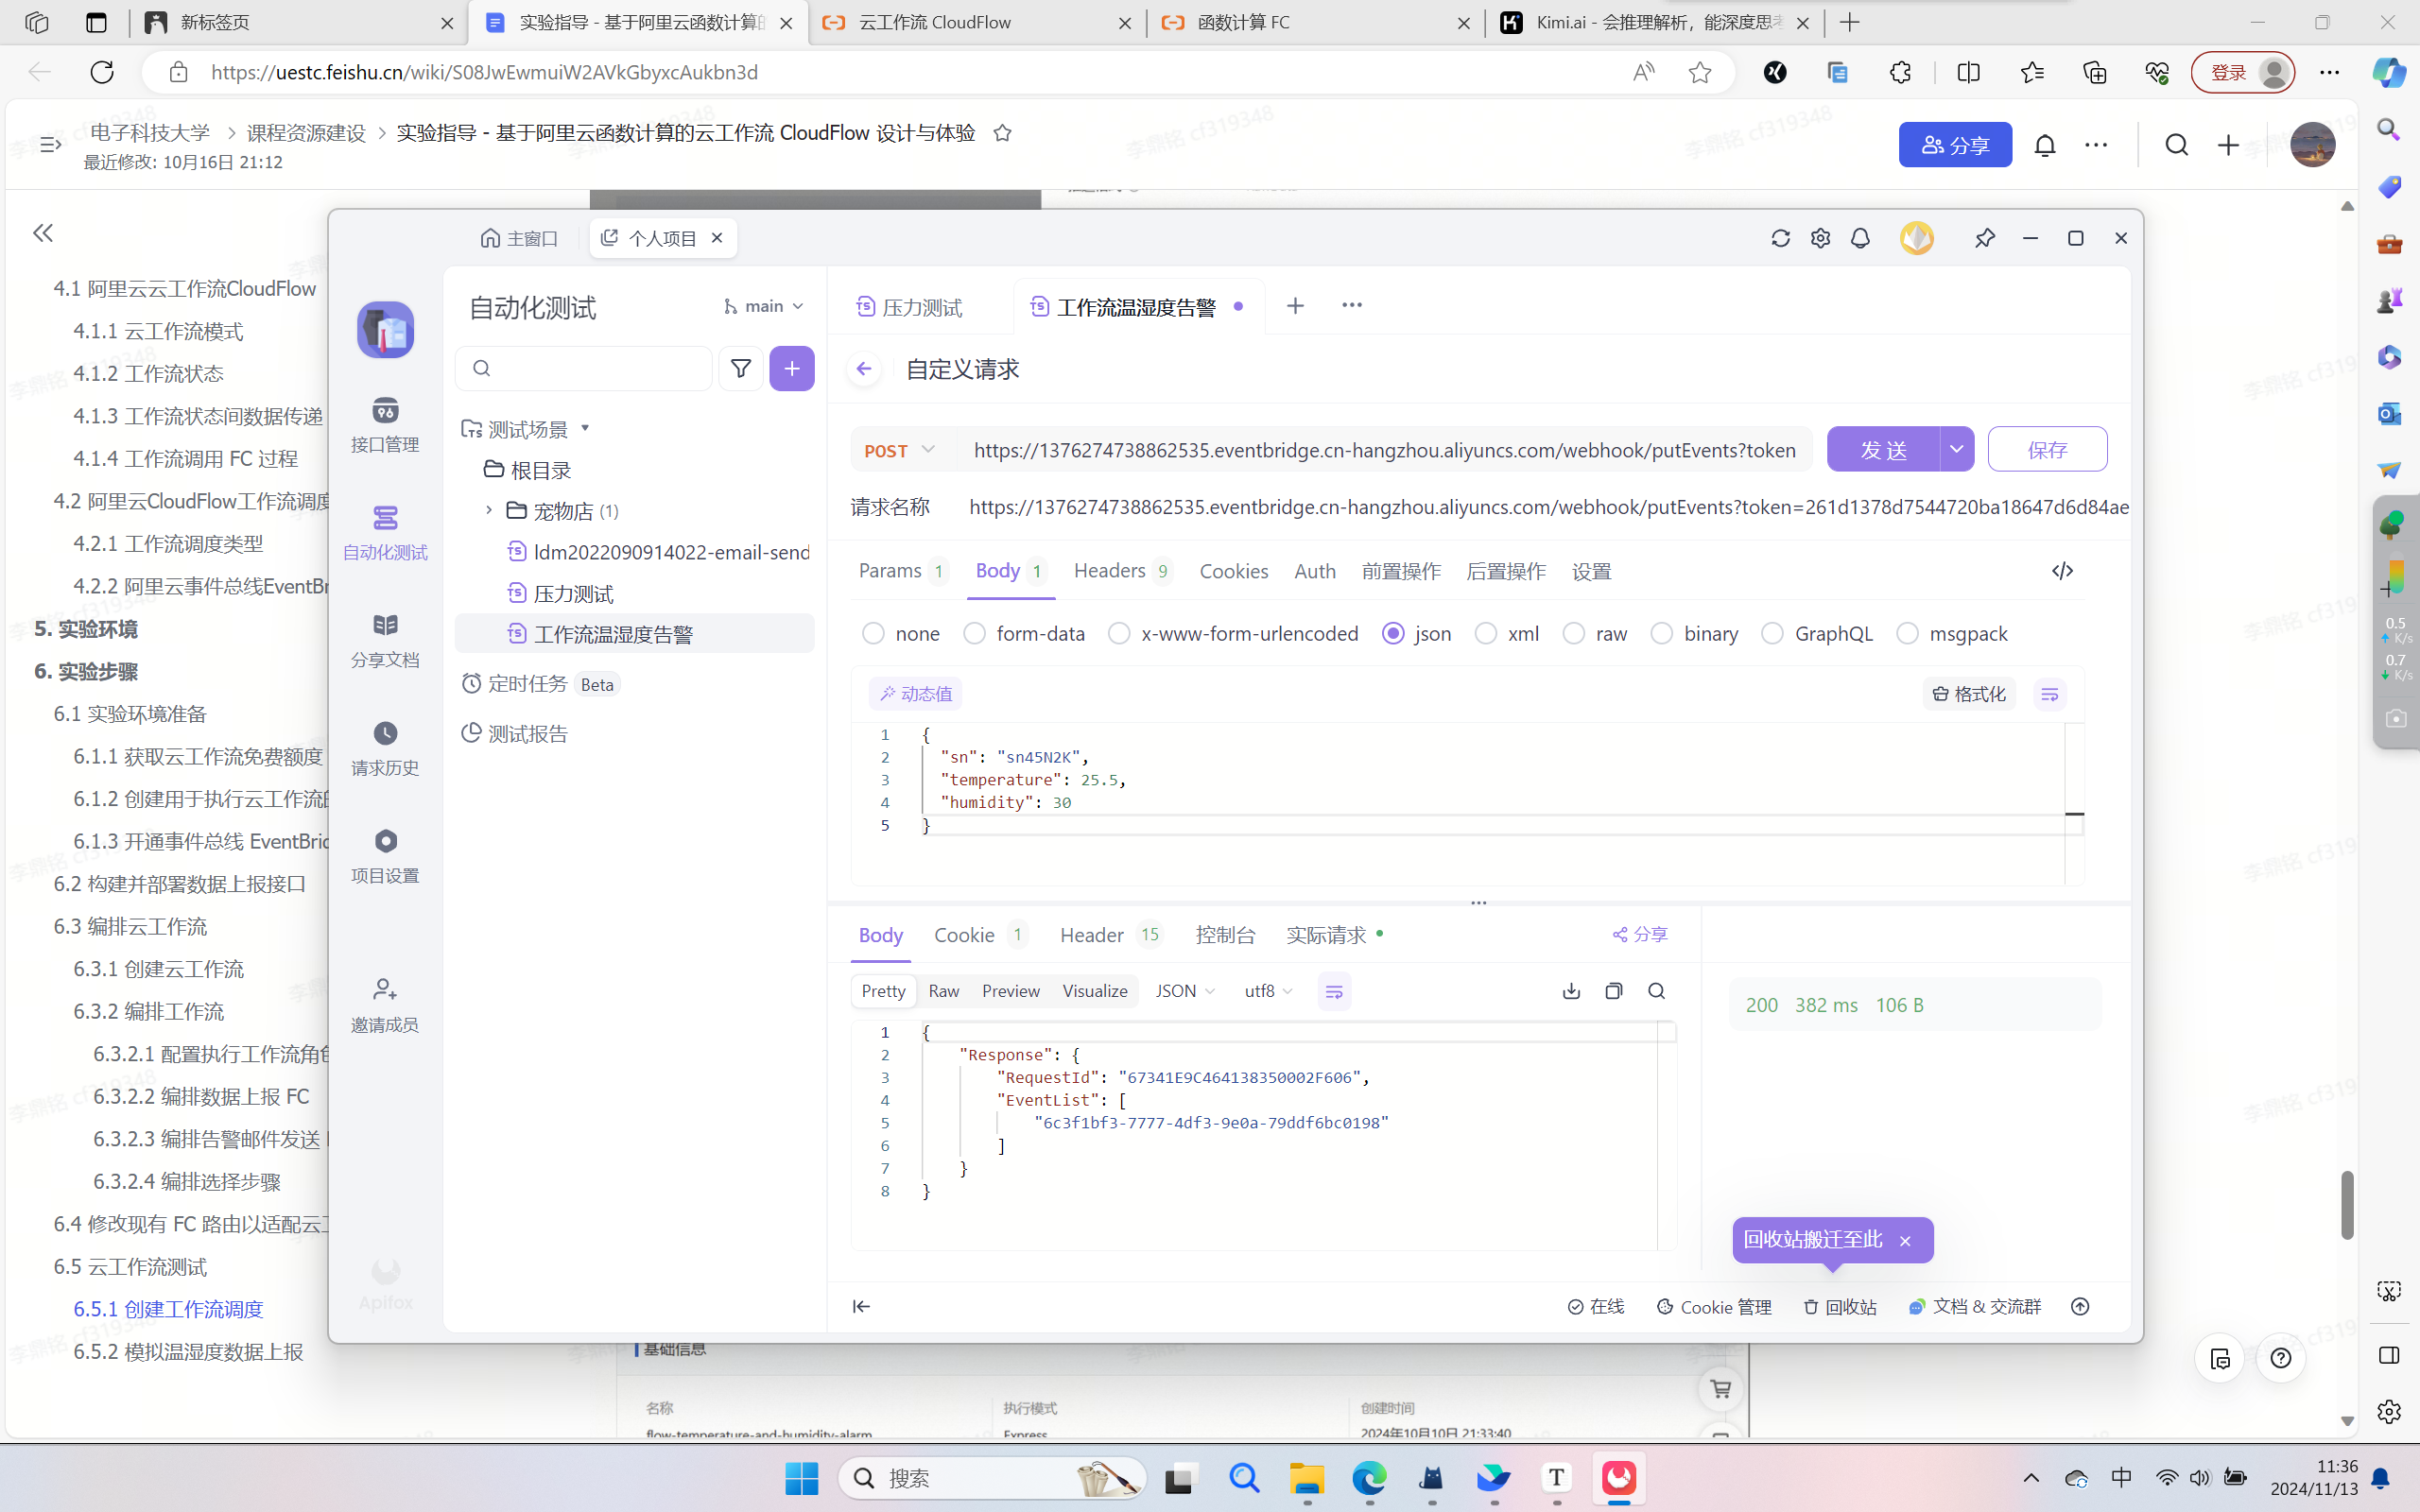 新标签页
实验指导 - 基于阿里云函数计算的
云工作流 CloudFlow
函数计算 FC
Kimi.ai - 会推理解析，能深度思考
https://uestc.feishu.cn/wiki/S08JwEwmuiW2AVkGbyxcAukbn3d
登录
电子科技大学 > 课程资源建设 > 实验指导 - 基于阿里云函数计算的云工作流 CloudFlow 设计与体验
最近修改: 10月16日 21:12
分享
4.1 阿里云云工作流CloudFlow
4.1.1 云工作流模式
4.1.2 工作流状态
4.1.3 工作流状态间数据传递
4.1.4 工作流调用 FC 过程
4.2 阿里云CloudFlow工作流调度
4.2.1 工作流调度类型
4.2.2 阿里云事件总线EventBr
5. 实验环境
6. 实验步骤
6.1 实验环境准备
6.1.1 获取云工作流免费额度
6.1.2 创建用于执行云工作流的
6.1.3 开通事件总线 EventBrid
6.2 构建并部署数据上报接口
6.3 编排云工作流
6.3.1 创建云工作流
6.3.2 编排工作流
6.3.2.1 配置执行工作流角色
6.3.2.2 编排数据上报 FC
6.3.2.3 编排告警邮件发送
6.3.2.4 编排选择步骤
6.4 修改现有 FC 路由以适配云工
6.5 云工作流测试
6.5.1 创建工作流调度
6.5.2 模拟温湿度数据上报
主窗口
个人项目
接口管理
自动化测试
分享文档
请求历史
项目设置
邀请成员
Apifox
自动化测试
main
测试场景
根目录
宠物店 (1)
ldm2022090914022-email-send
压力测试
工作流温湿度告警
定时任务 Beta
测试报告
压力测试
工作流温湿度告警
自定义请求
POST
https://1376274738862535.eventbridge.cn-hangzhou.aliyuncs.com/webhook/putEvents?token
发 送
保存
请求名称
https://1376274738862535.eventbridge.cn-hangzhou.aliyuncs.com/webhook/putEvents?token=261d1378d7544720ba18647d6d84ae
Params 1 Body 1 Headers 9 Cookies Auth 前置操作 后置操作 设置
none form-data x-www-form-urlencoded json xml raw binary GraphQL msgpack
动态值
格式化
1 {
2 "sn": "sn45N2K",
3 "temperature": 25.5,
4 "humidity": 30
5 }
Body Cookie 1 Header 15 控制台 实际请求
分享
Pretty Raw Preview Visualize JSON utf8
200 382 ms 106 B
1 {
2 "Response": {
3 "RequestId": "67341E9C464138350002F606",
4 "EventList": [
5 "6c3f1bf3-7777-4df3-9e0a-79ddf6bc0198"
6 ]
7 }
8 }
回收站搬迁至此
在线
Cookie 管理
回收站
文档 & 交流群
基础信息
名称
执行模式
创建时间
flow-temperature-and-humidity-alarm
Express
2024年10月10日 21:33:40
0.5
K/s
0.7
K/s
李鼎铭 cf319348
搜索
中
11:36
2024/11/13